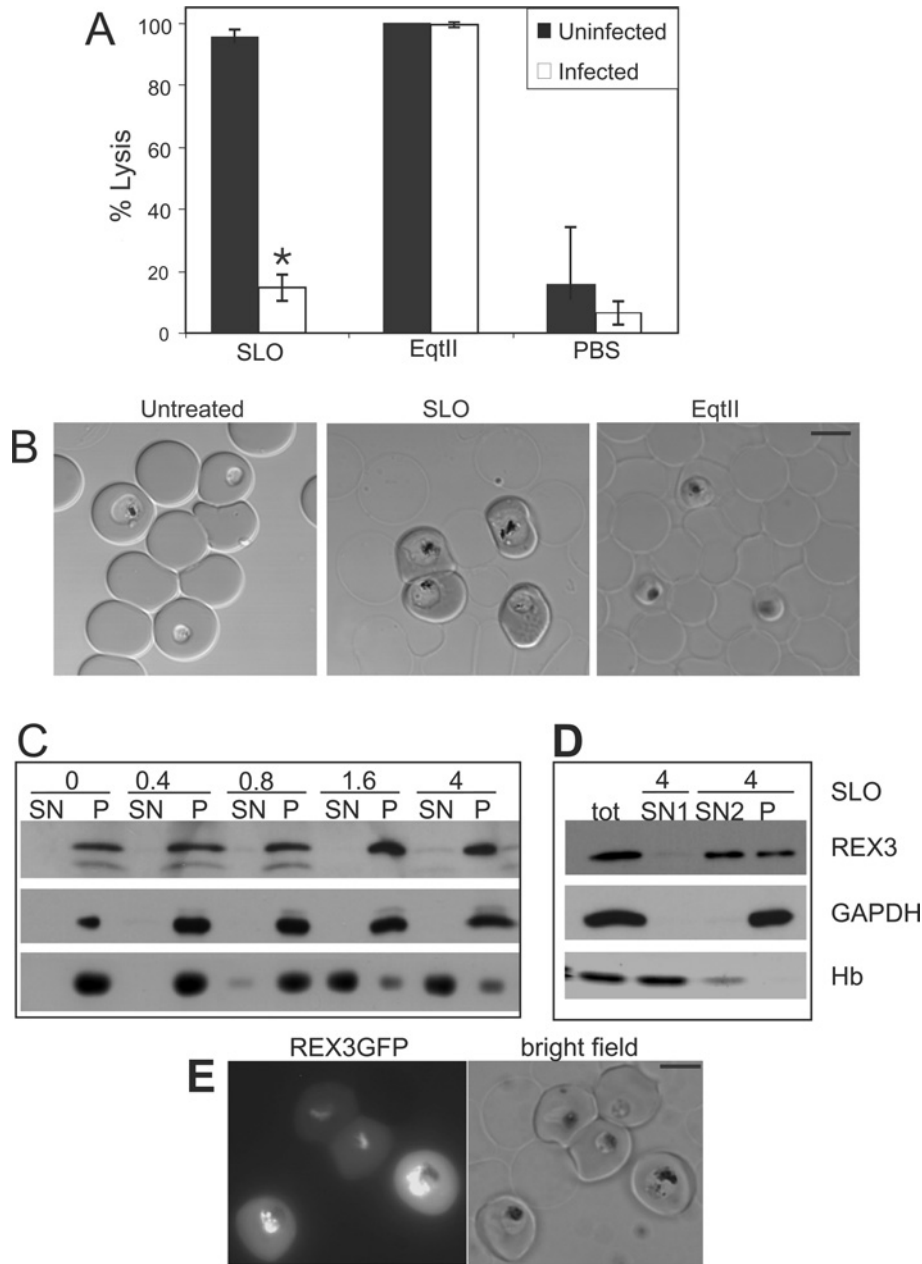 A
100
80
60
40
20
0
% Lysis
Uninfected
Infected
*
SLO
EqtII
PBS
B
Untreated
SLO
EqtII
C
0 0.4 0.8 1.6 4
SN P SN P SN P SN P SN P
D
4 4 SLO
tot SN1 SN2 P
REX3
GAPDH
Hb
E
REX3GFP
bright field